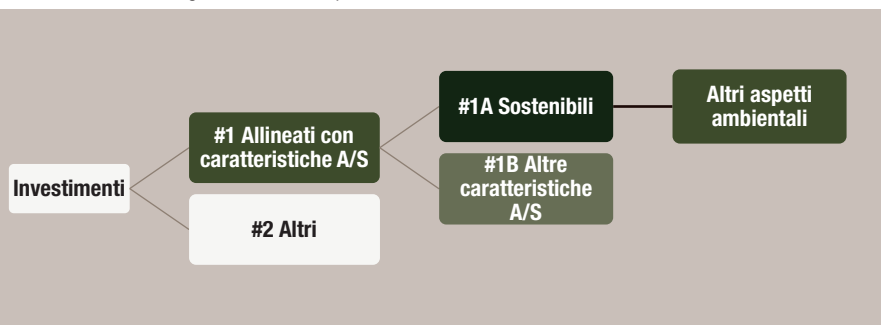 Investimenti
#1 Allineati con
caratteristiche A/S
#2 Altri
#1A Sostenibili
#1B Altre
caratteristiche
A/S
Altri aspetti
ambientali